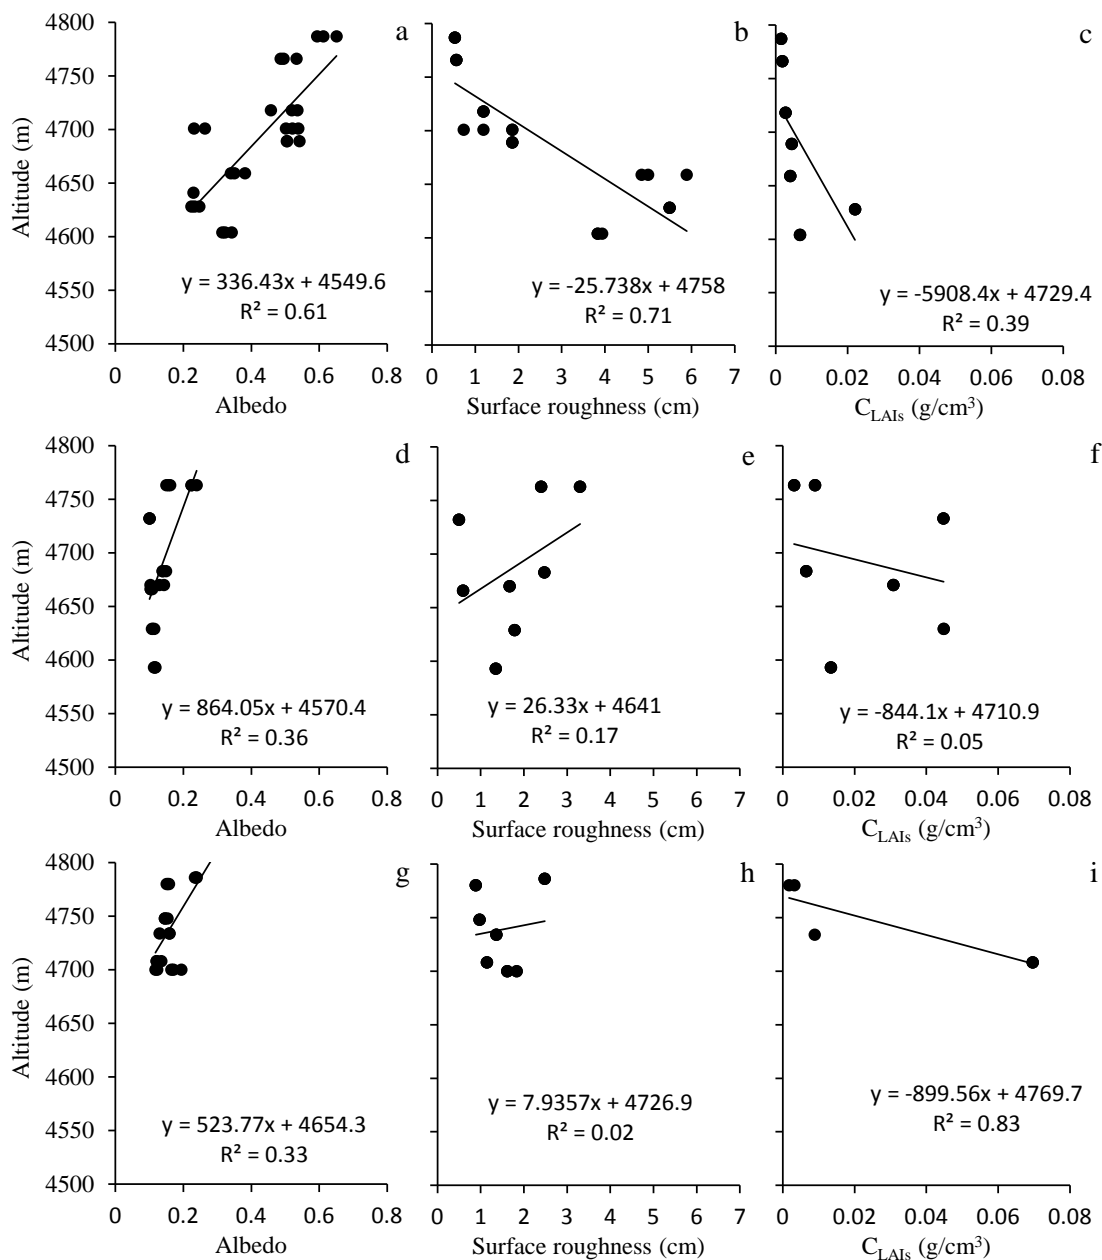 a
b
c
4800
4750
4700
4650
4600
4550
4500
Altitude (m)
y = 336.43x + 4549.6
R² = 0.61
y = -25.738x + 4758
R² = 0.71
y = -5908.4x + 4729.4
R² = 0.39
0 0.2 0.4 0.6 0.8
0 1 2 3 4 5 6 7
0 0.02 0.04 0.06 0.08
Albedo
Surface roughness (cm)
C_LAIs (g/cm³)
d
e
f
4800
4750
4700
4650
4600
4550
4500
Altitude (m)
y = 864.05x + 4570.4
R² = 0.36
y = 26.33x + 4641
R² = 0.17
y = -844.1x + 4710.9
R² = 0.05
0 0.2 0.4 0.6 0.8
0 1 2 3 4 5 6 7
0 0.02 0.04 0.06 0.08
Albedo
Surface roughness (cm)
C_LAIs (g/cm³)
g
h
i
4800
4750
4700
4650
4600
4550
4500
Altitude (m)
y = 523.77x + 4654.3
R² = 0.33
y = 7.9357x + 4726.9
R² = 0.02
y = -899.56x + 4769.7
R² = 0.83
0 0.2 0.4 0.6 0.8
0 1 2 3 4 5 6 7
0 0.02 0.04 0.06 0.08
Albedo
Surface roughness (cm)
C_LAIs (g/cm³)